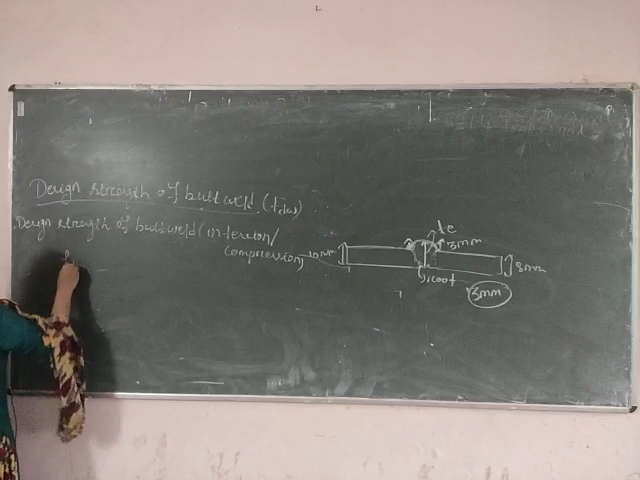 Design strength of butt weld (Tdw)
Design strength of butt weld (in tension/
compression)
te
3mm
10mm
8mm
root
3mm